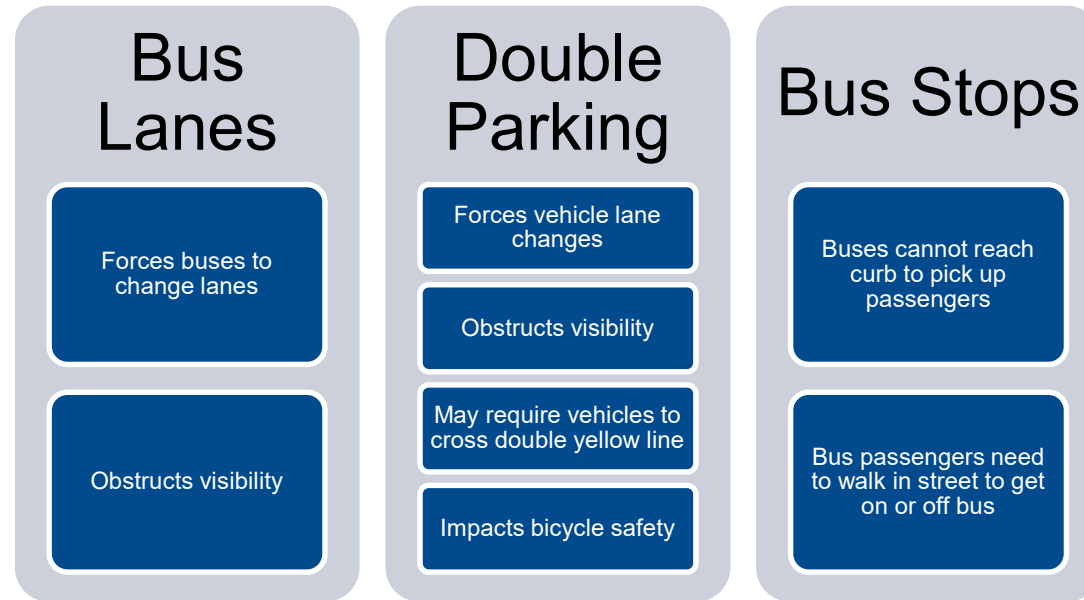 Bus
Lanes
Forces buses to
change lanes
Obstructs visibility
Double
Parking
Forces vehicle lane
changes
Obstructs visibility
May require vehicles to
cross double yellow line
Impacts bicycle safety
Bus Stops
Buses cannot reach
curb to pick up
passengers
Bus passengers need
to walk in street to get
on or off bus